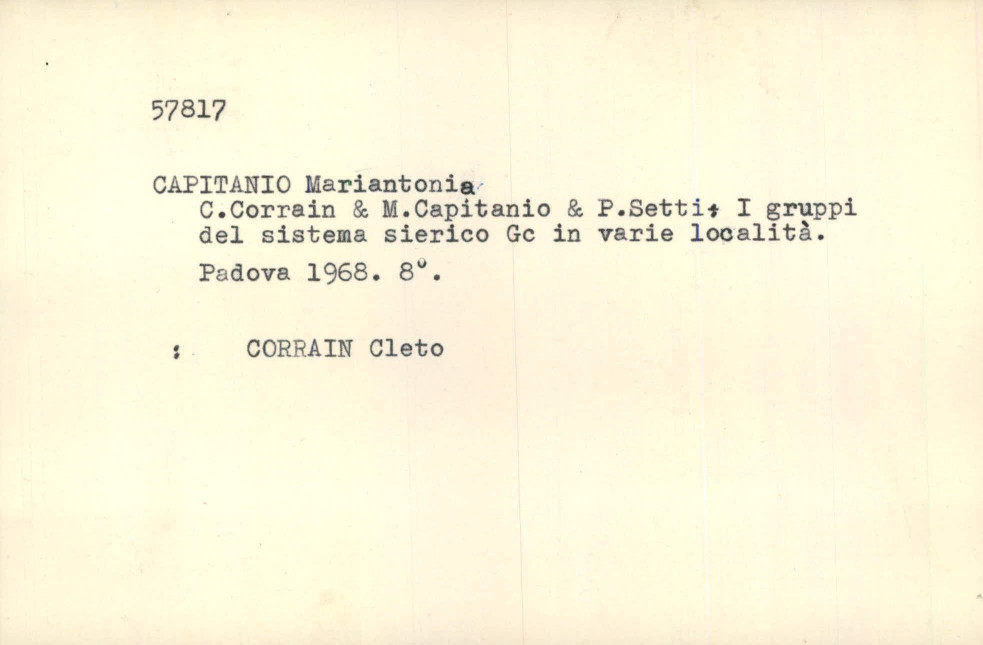 57817
CAPITANIO Mariantonia
C.Corrain & M.Capitanio & P.Setti, I gruppi
del sistema sierico Gc in varie località.
Padova 1968. 8°.
: CORRAIN Cleto